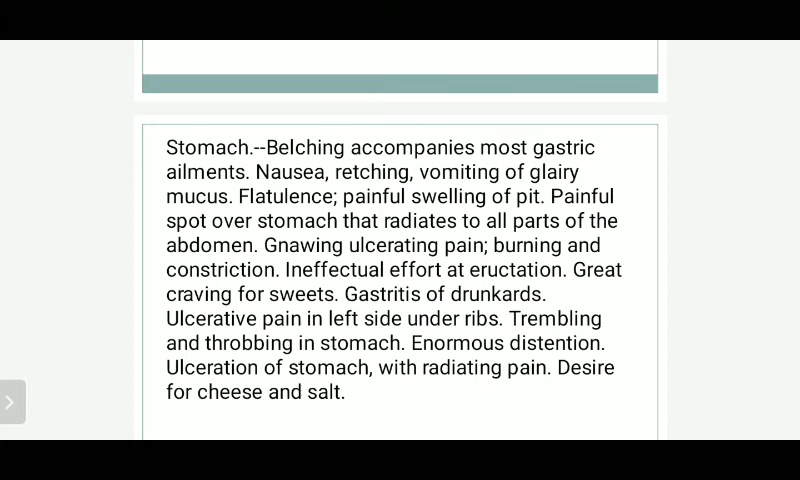 Stomach.--Belching accompanies most gastric
ailments. Nausea, retching, vomiting of glairy
mucus. Flatulence; painful swelling of pit. Painful
spot over stomach that radiates to all parts of the
abdomen. Gnawing ulcerating pain; burning and
constriction. Ineffectual effort at eructation. Great
craving for sweets. Gastritis of drunkards.
Ulcerative pain in left side under ribs. Trembling
and throbbing in stomach. Enormous distention.
Ulceration of stomach, with radiating pain. Desire
for cheese and salt.